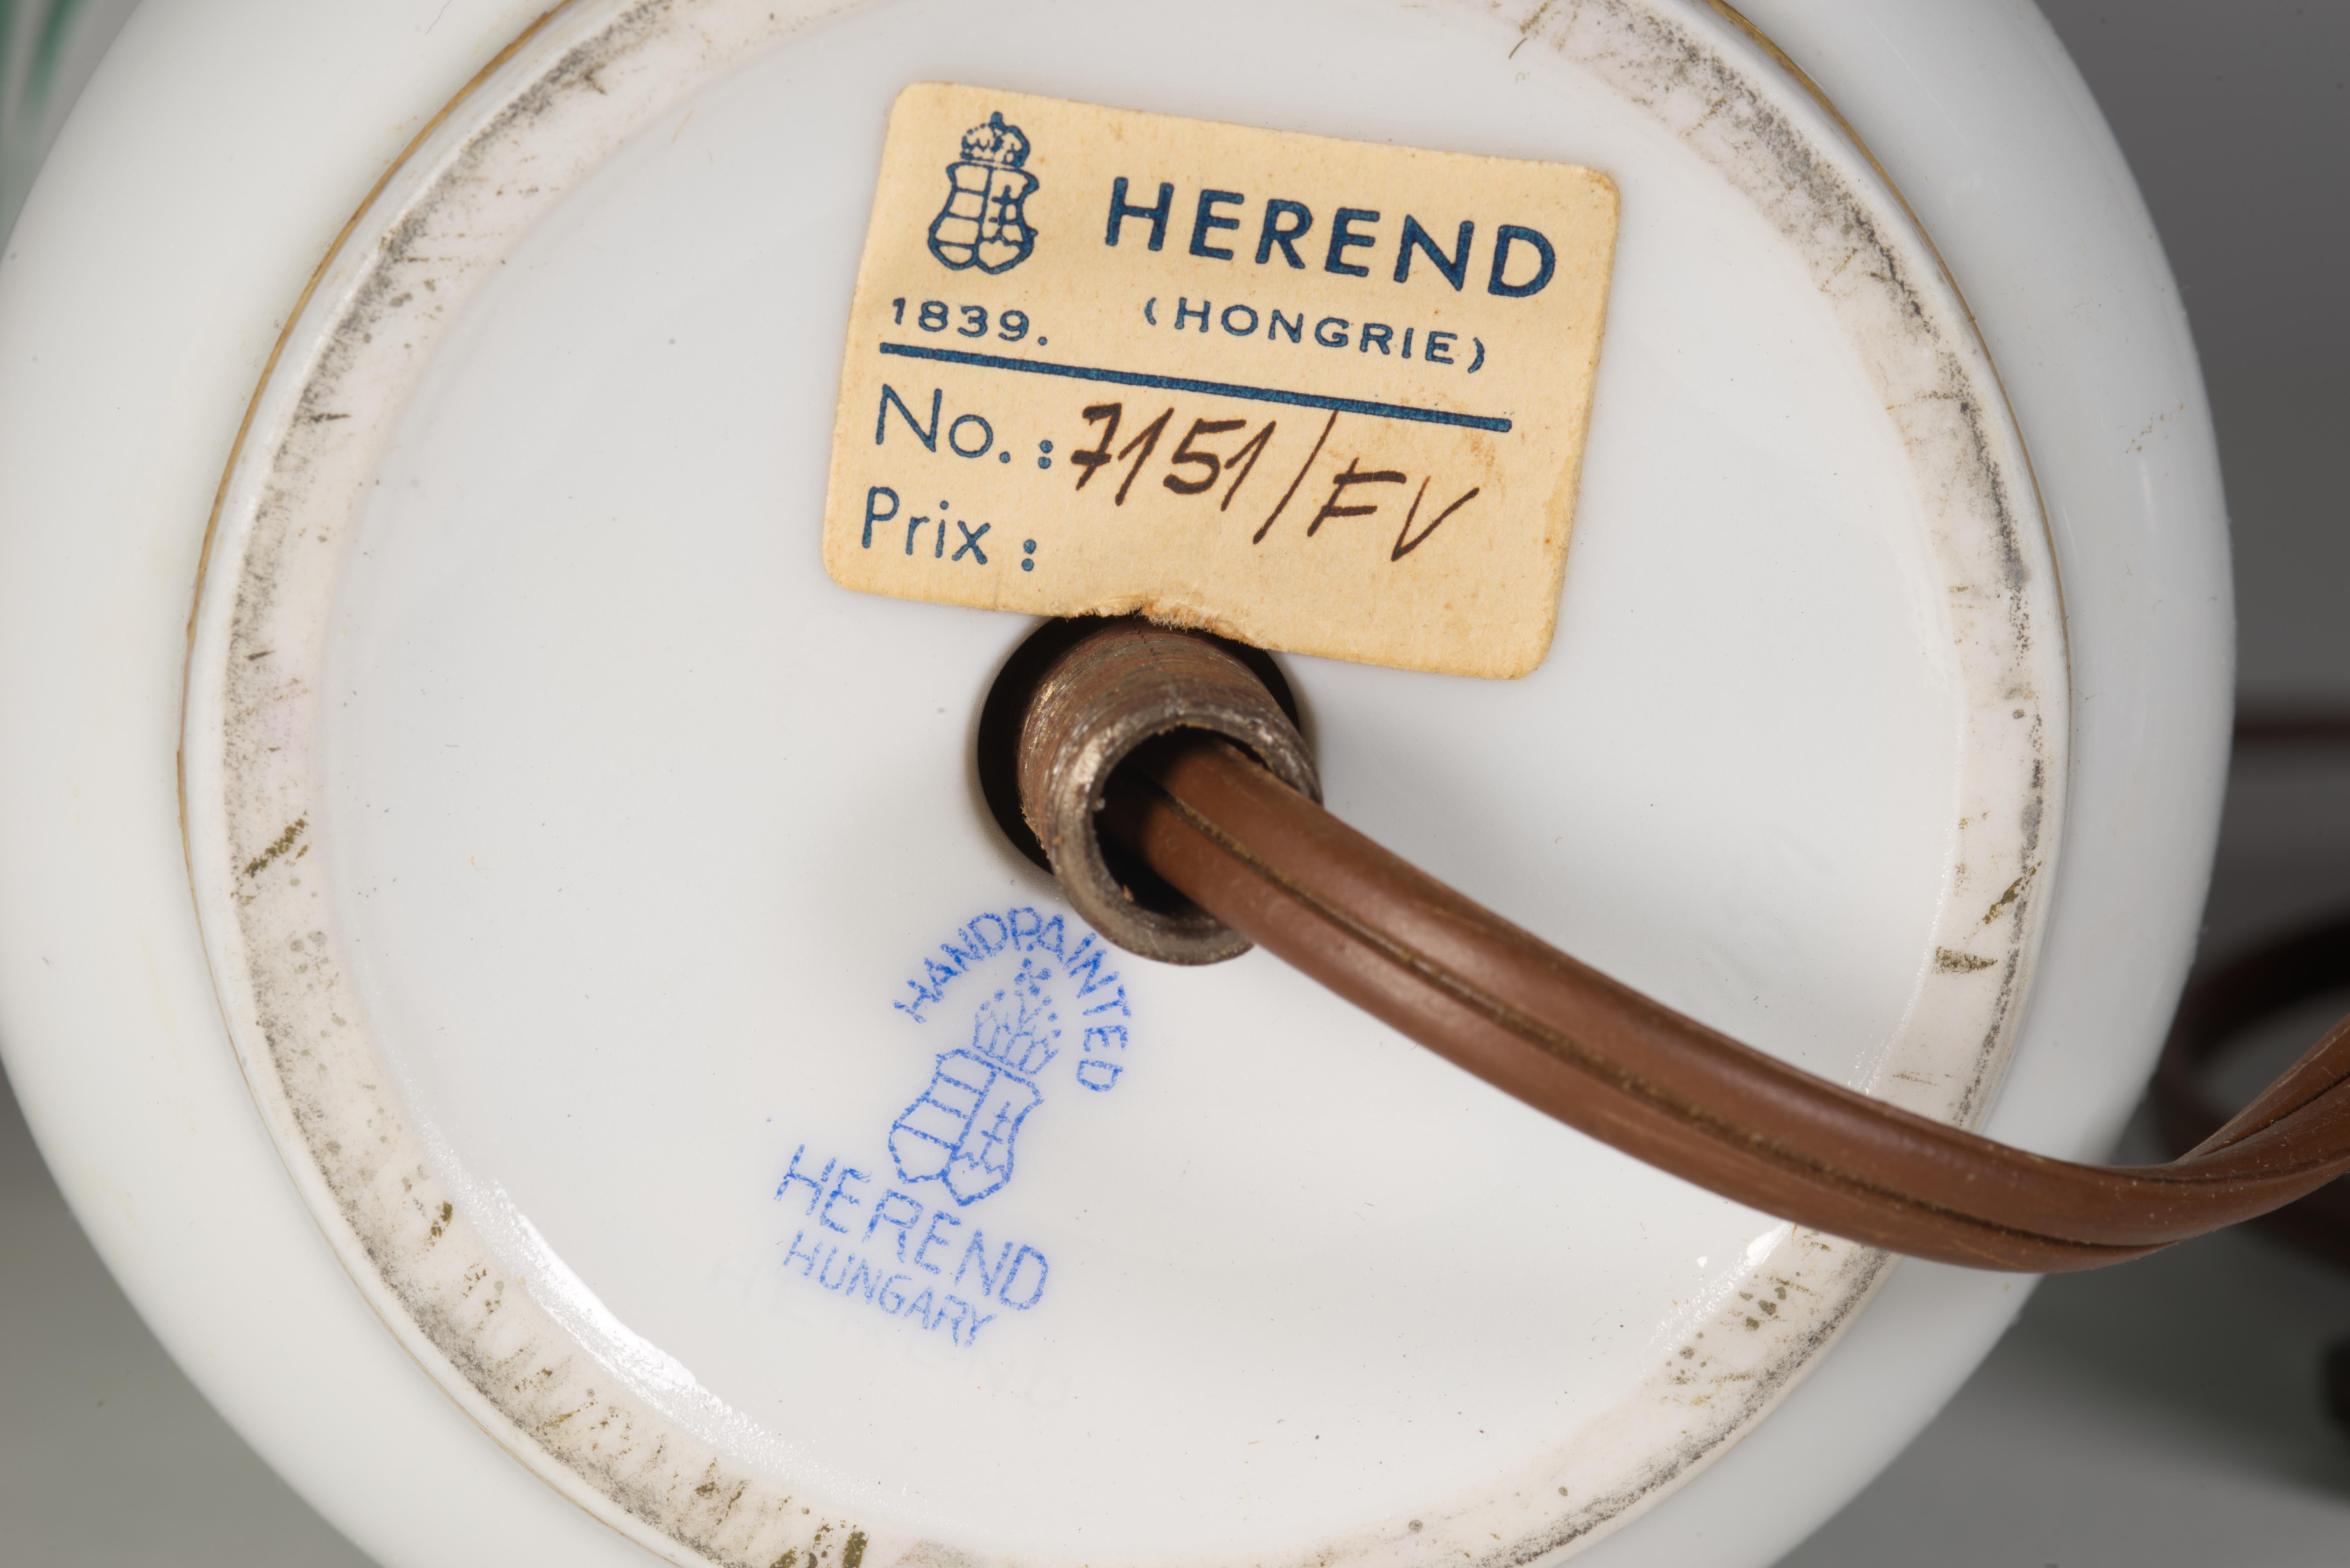 HEREND
1839. (HONGRIE)
No.: 7151/FV
Prix :
HANDPAINTED
HEREND
HUNGARY